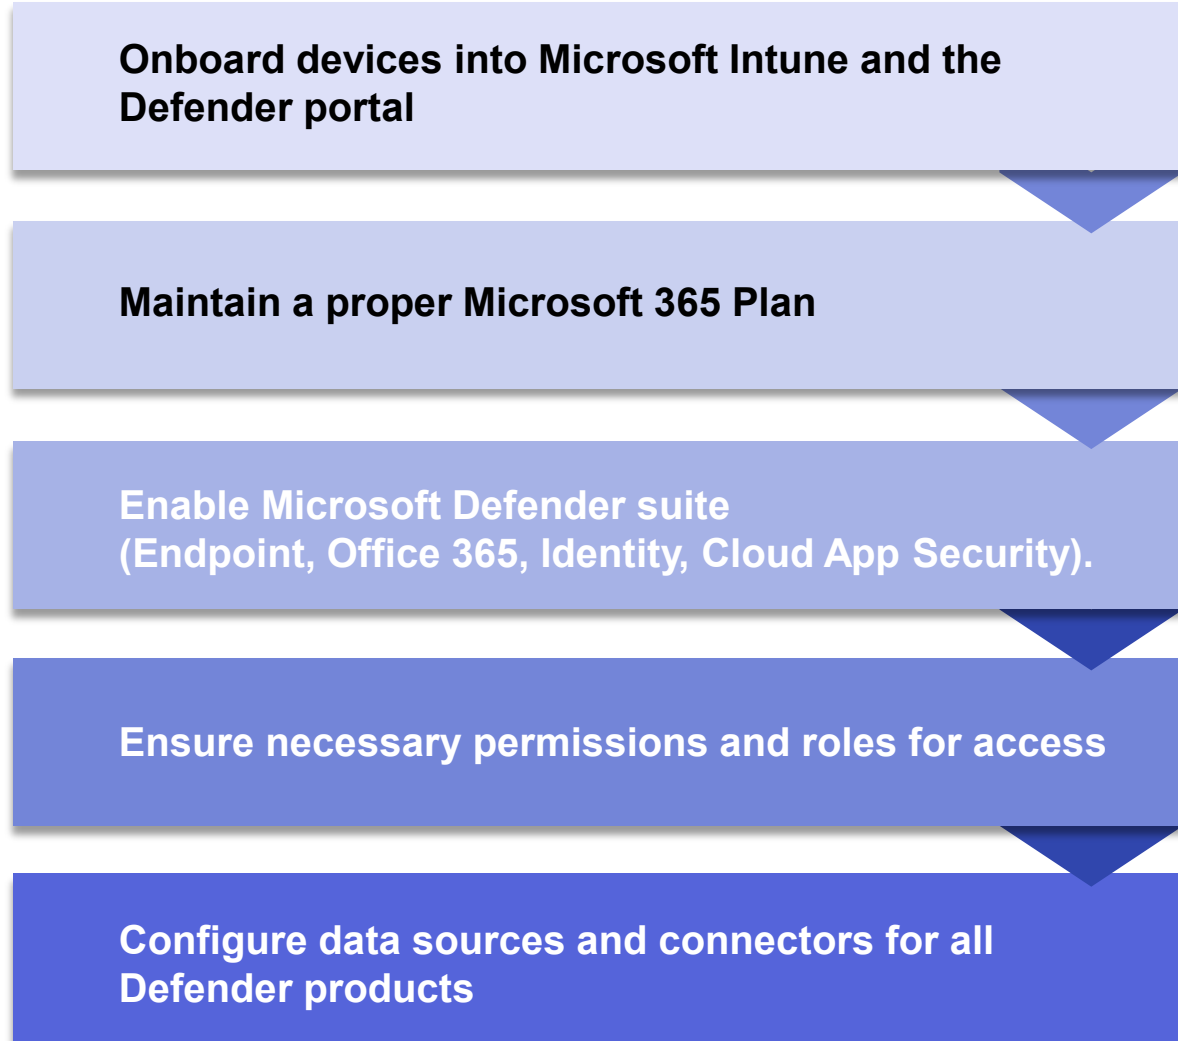 Onboard devices into Microsoft Intune and the
Defender portal
Maintain a proper Microsoft 365 Plan
Enable Microsoft Defender suite
(Endpoint, Office 365, Identity, Cloud App Security).
Ensure necessary permissions and roles for access
Configure data sources and connectors for all
Defender products